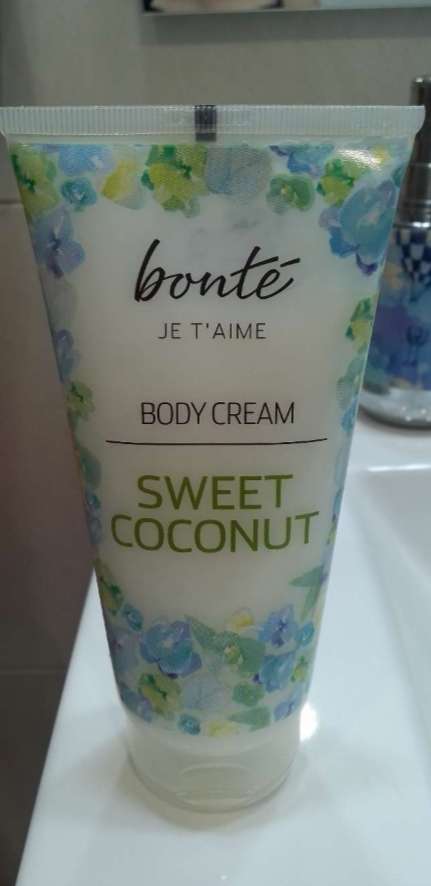 bonté
JE T'AIME
BODY CREAM
SWEET
COCONUT